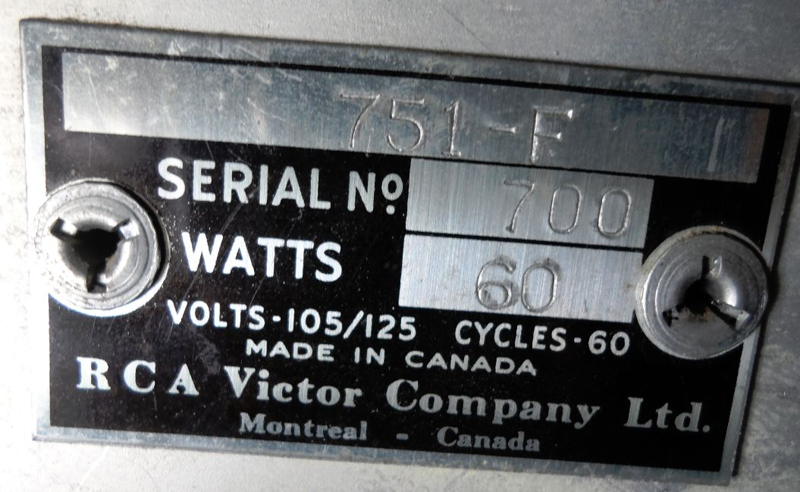 751-F
SERIAL Nº 700
WATTS 60
VOLTS-105/125 CYCLES-60
MADE IN CANADA
RCA Victor Company Ltd.
Montreal - Canada